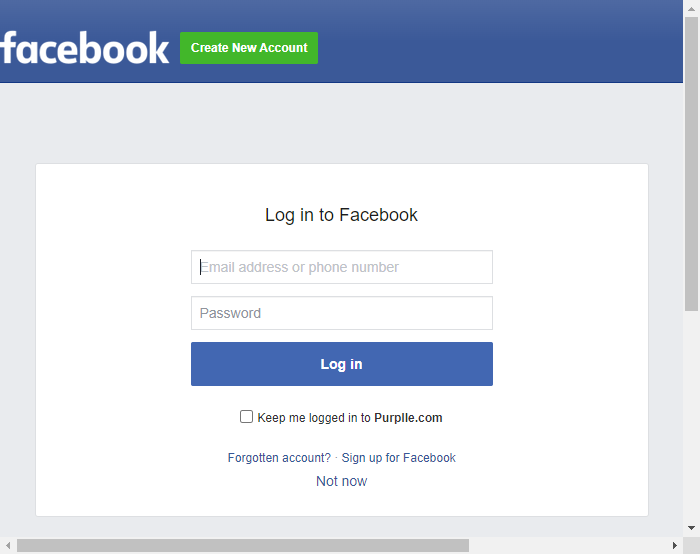 facebook
Create New Account
Log in to Facebook
Email address or phone number
Password
Log in
Keep me logged in to Purplle.com
Forgotten account? · Sign up for Facebook
Not now